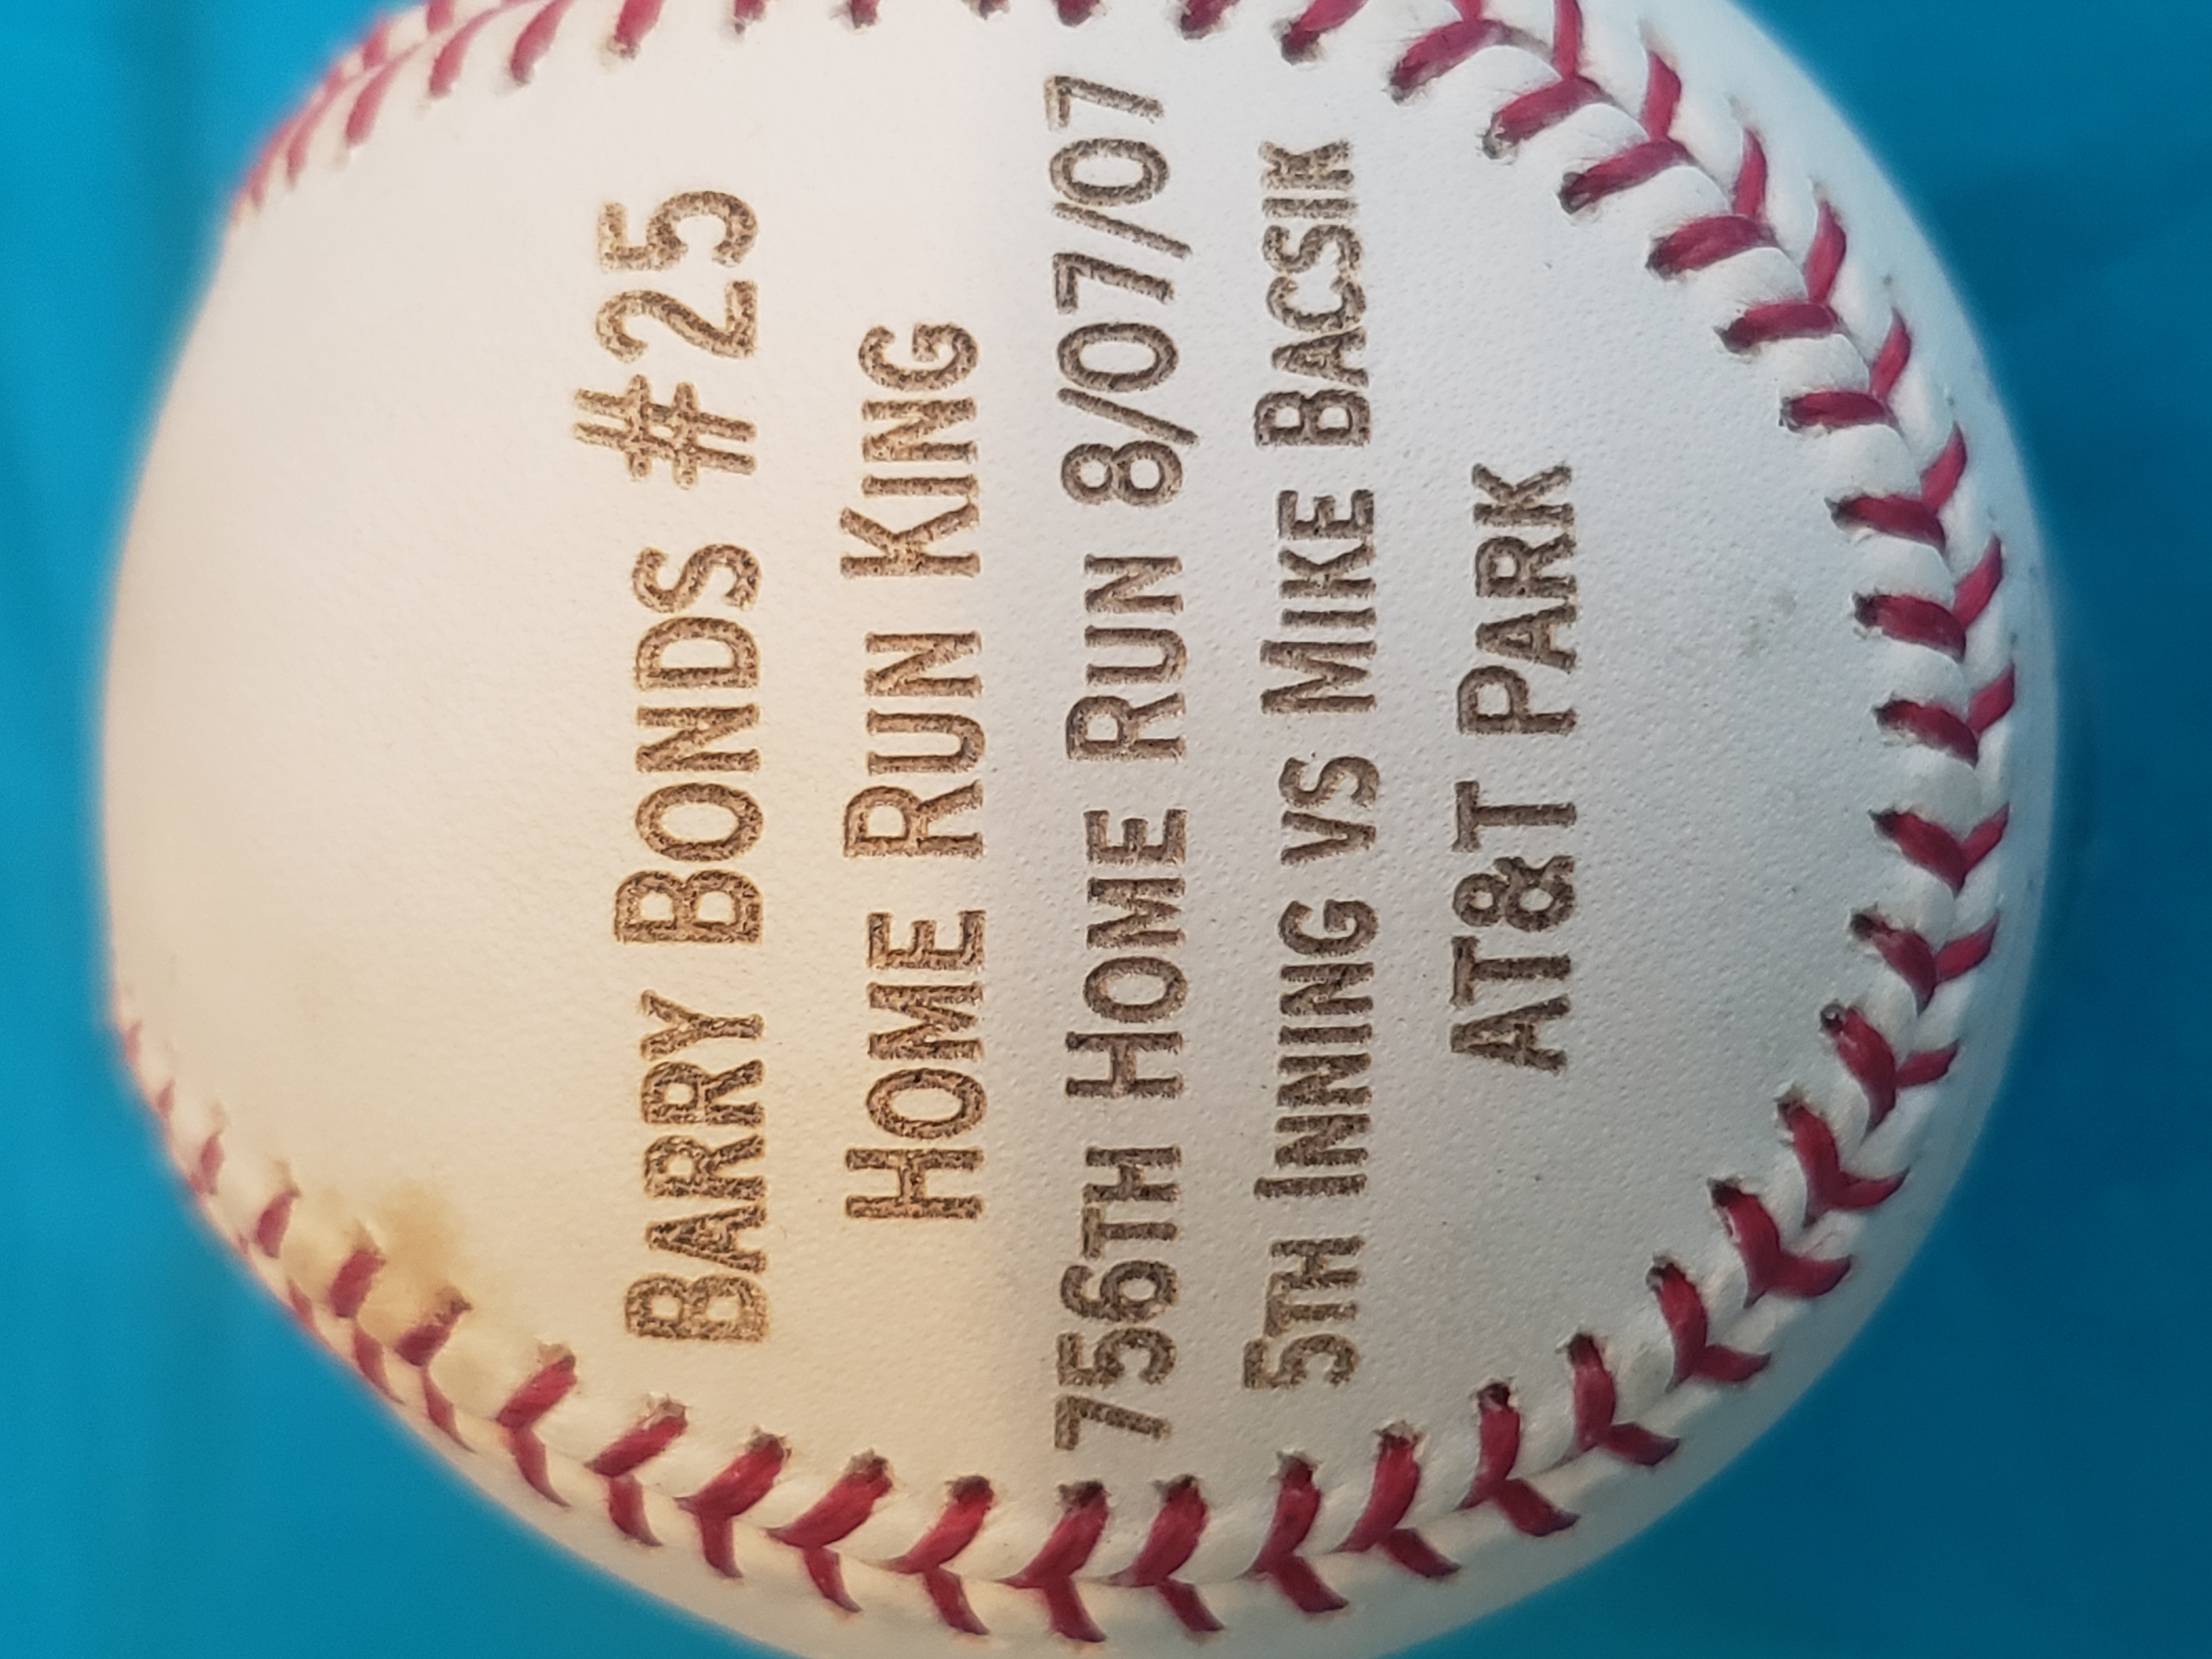 BARRY BONDS #25
HOME RUN KING
756TH HOME RUN 8/07/07
5TH INNING VS MIKE BACSIK
AT&T PARK